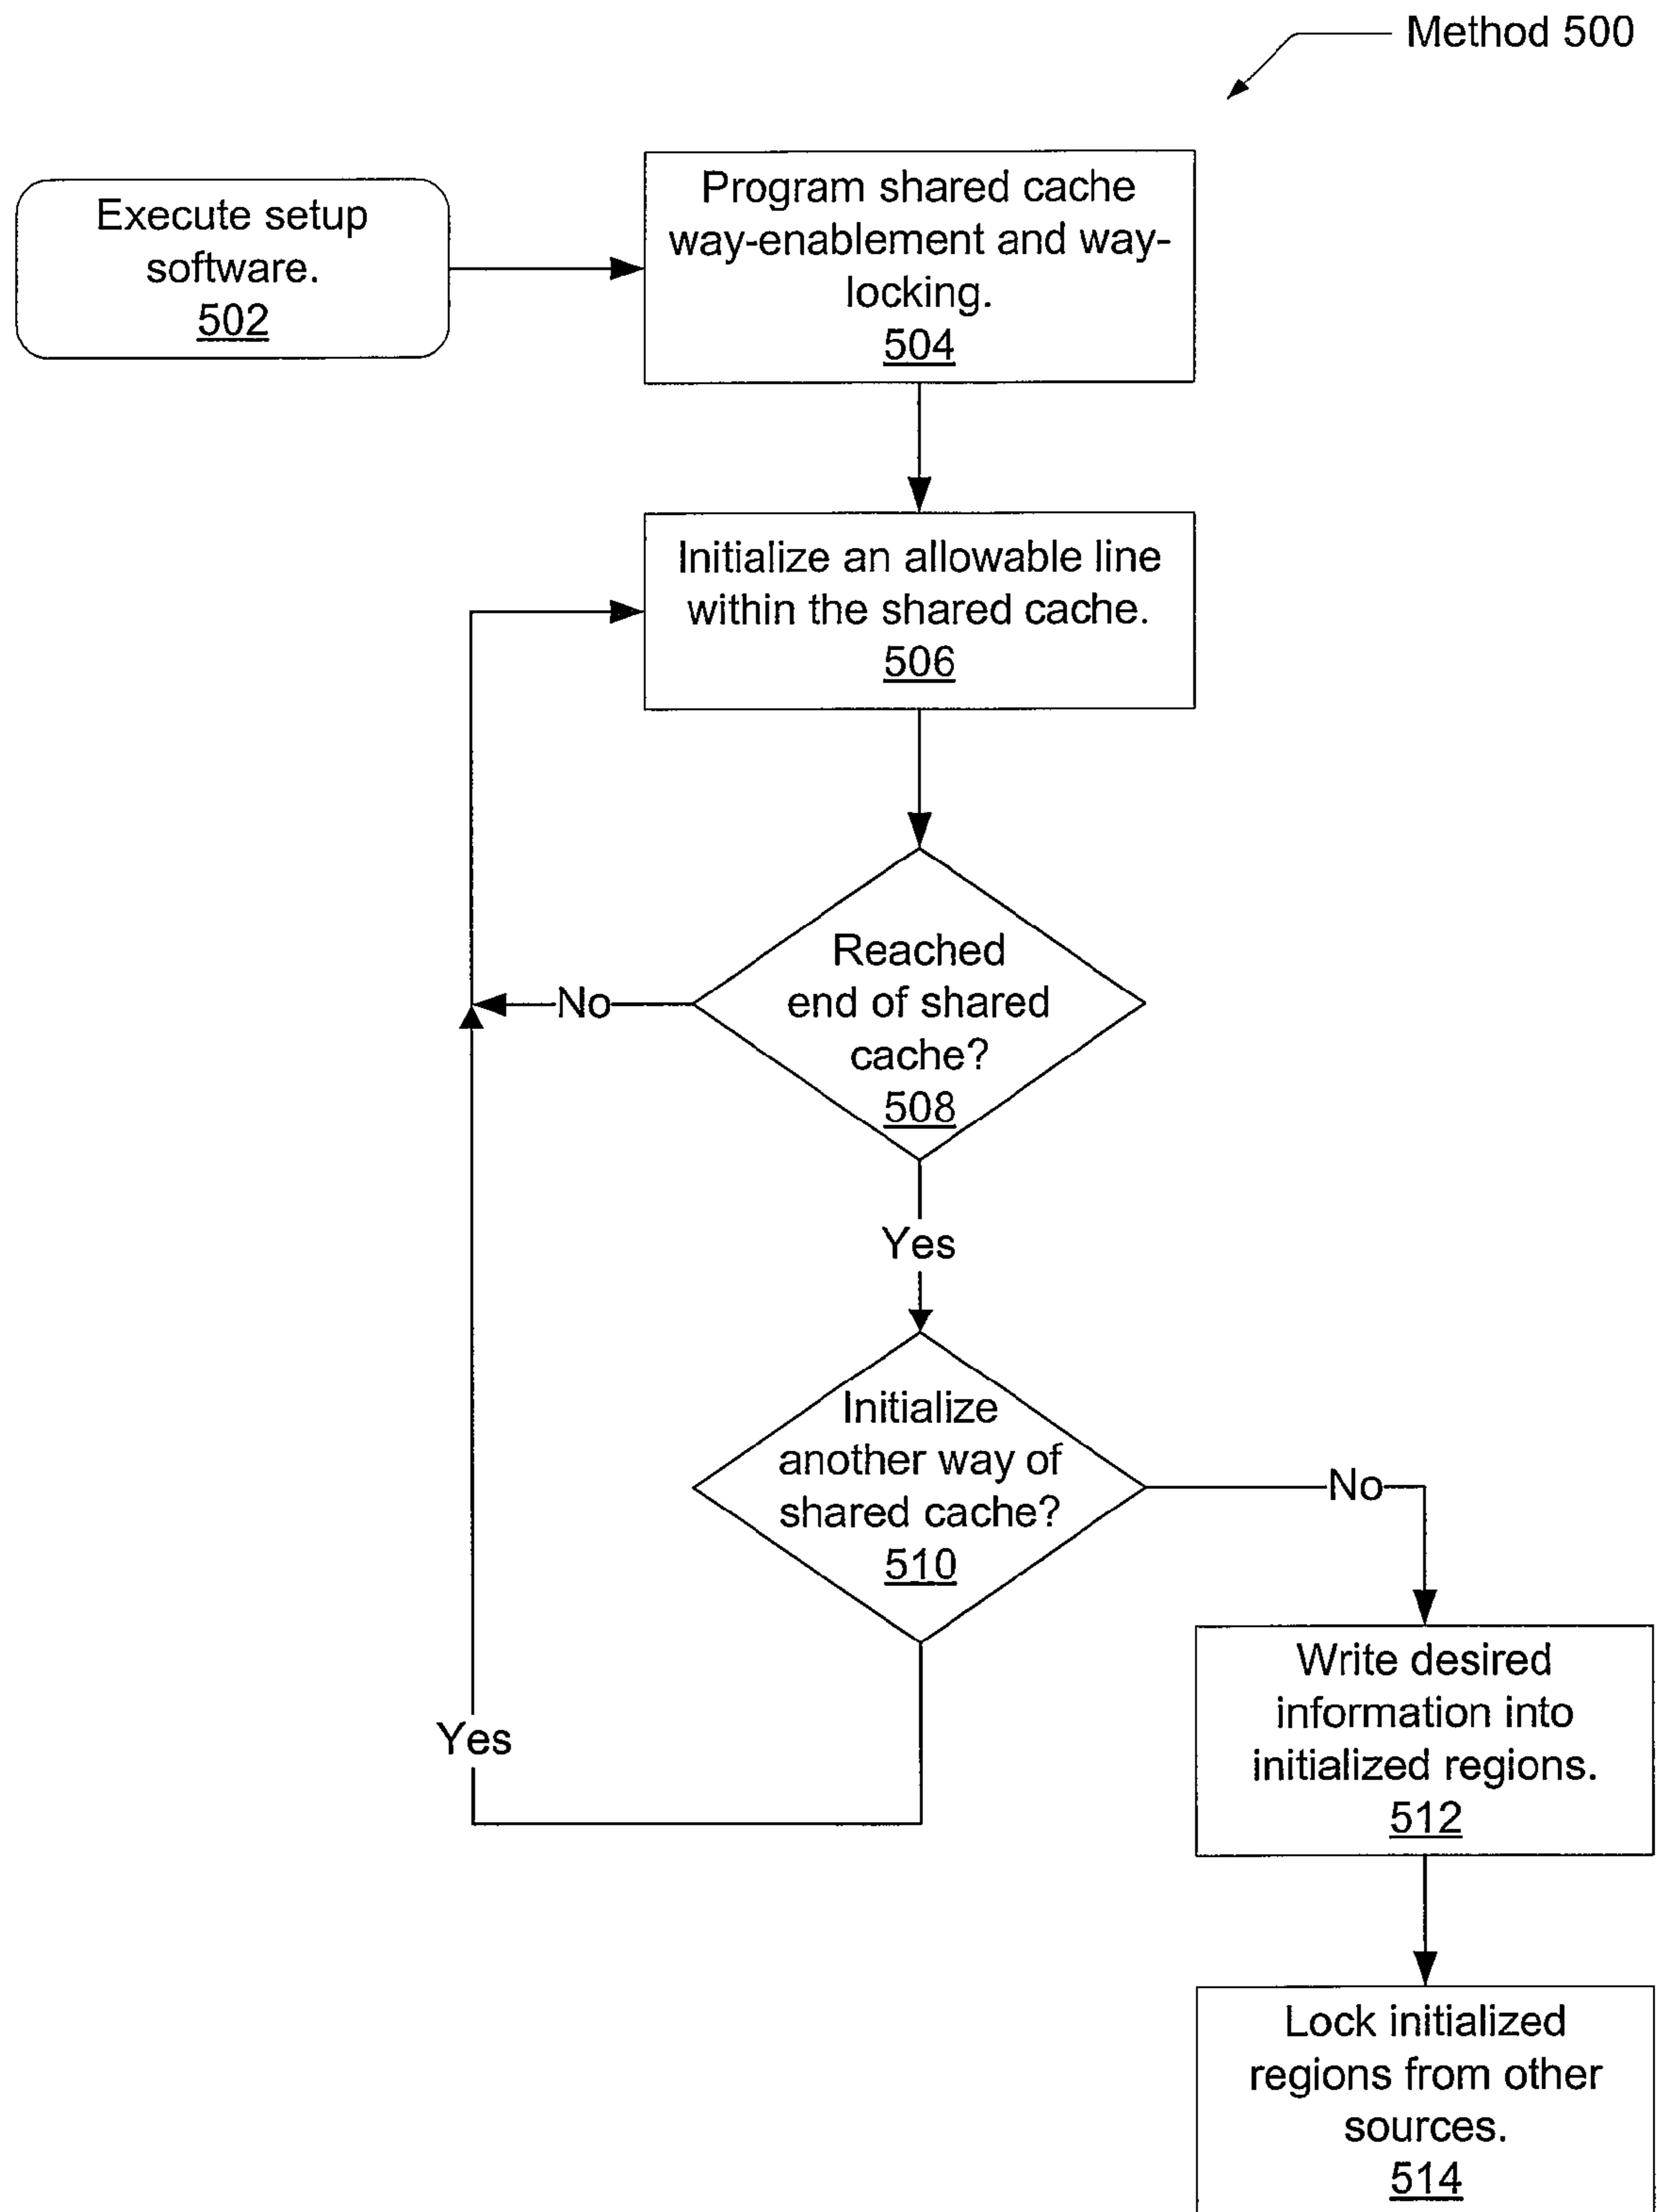 Method 500
Execute setup
software.
502
Program shared cache
way-enablement and way-
locking.
504
Initialize an allowable line
within the shared cache.
506
Reached
end of shared
cache?
508
No
Yes
Initialize
another way of
shared cache?
510
No
Yes
Write desired
information into
initialized regions.
512
Lock initialized
regions from other
sources.
514